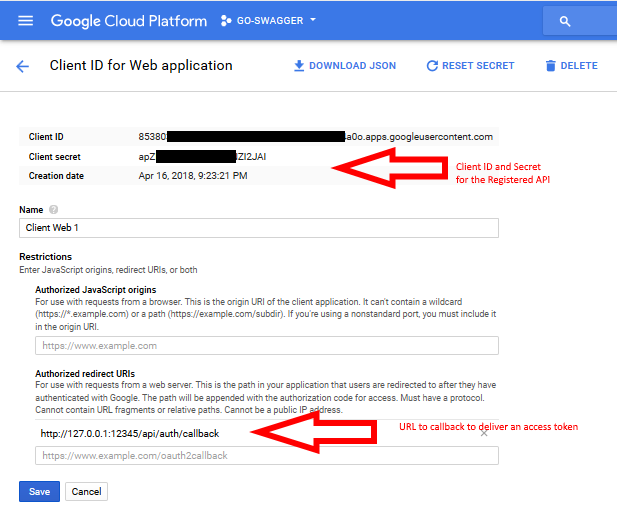 Google Cloud Platform GO-SWAGGER
Client ID for Web application DOWNLOAD JSON RESET SECRET DELETE
Client ID 85380 a0o.apps.googleusercontent.com
Client secret apZ ZI2JAI
Creation date Apr 16, 2018, 9:23:21 PM
Client ID and Secret
for the Registered API
Name
Client Web 1
Restrictions
Enter JavaScript origins, redirect URIs, or both
Authorized JavaScript origins
For use with requests from a browser. This is the origin URI of the client application. It can't contain a wildcard
(https://*.example.com) or a path (https://example.com/subdir). If you're using a nonstandard port, you must include it
in the origin URI.
https://www.example.com
Authorized redirect URIs
For use with requests from a web server. This is the path in your application that users are redirected to after they have
authenticated with Google. The path will be appended with the authorization code for access. Must have a protocol.
Cannot contain URL fragments or relative paths. Cannot be a public IP address.
http://127.0.0.1:12345/api/auth/callback
URL to callback to deliver an access token
https://www.example.com/oauth2callback
Save Cancel